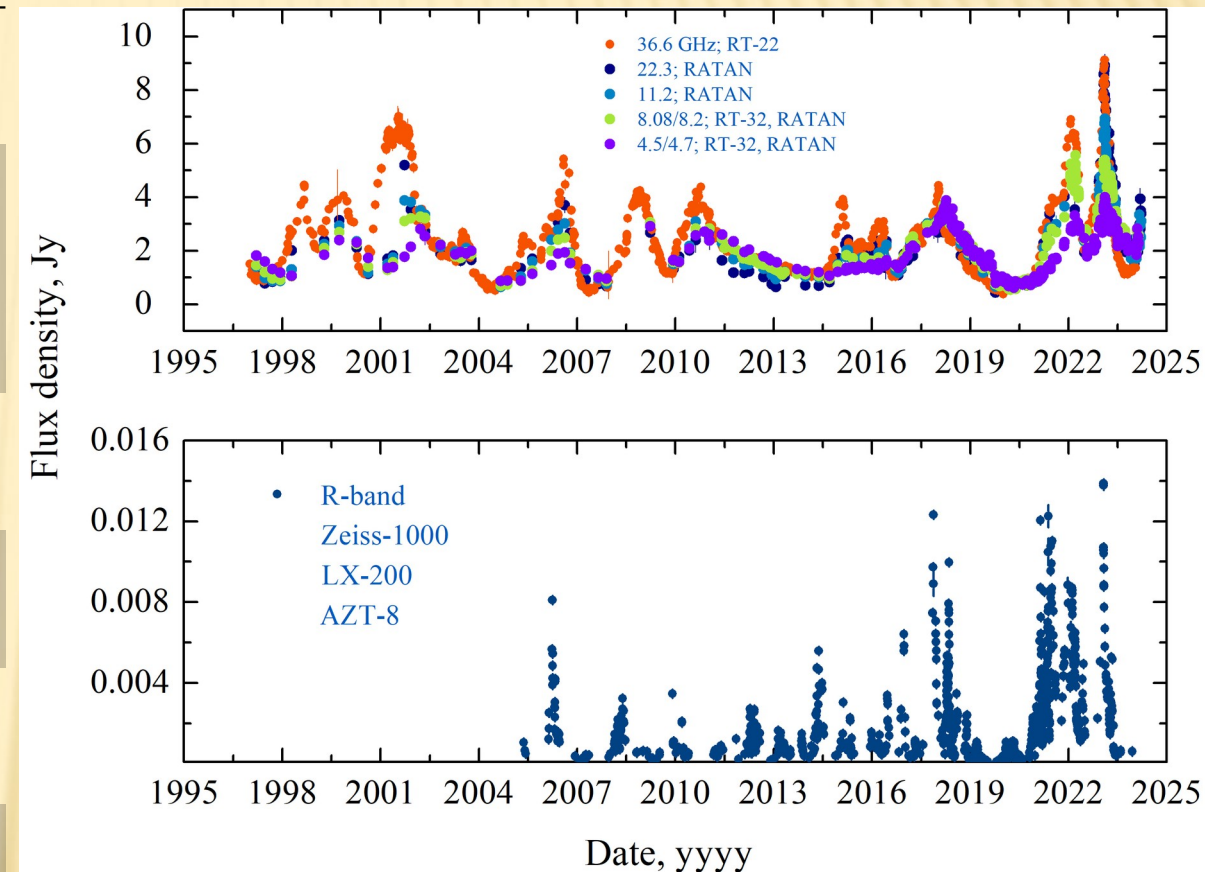 10
8
6
4
2
0
36.6 GHz; RT-22
22.3; RATAN
11.2; RATAN
8.08/8.2; RT-32, RATAN
4.5/4.7; RT-32, RATAN
1995 1998 2001 2004 2007 2010 2013 2016 2019 2022 2025
Flux density, Jy
0.016
0.012
0.008
0.004
R-band
Zeiss-1000
LX-200
AZT-8
1995 1998 2001 2004 2007 2010 2013 2016 2019 2022 2025
Date, yyyy